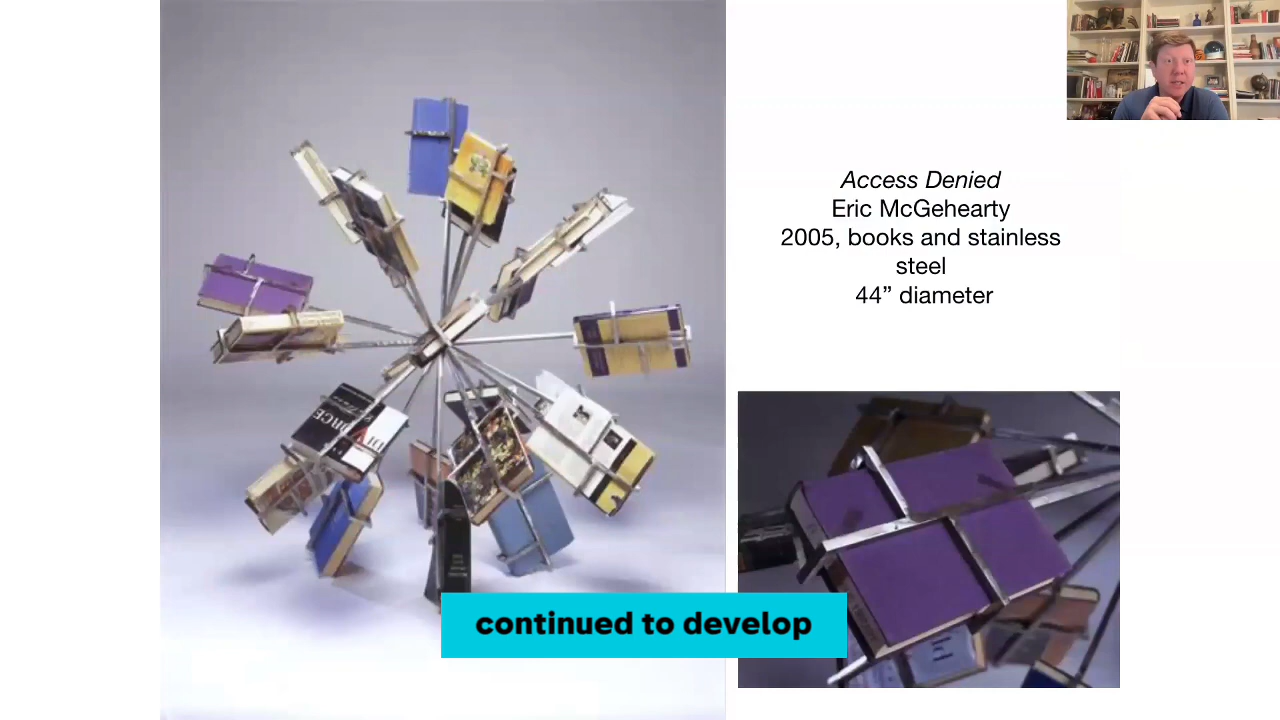 Access Denied
Eric McGehearty
2005, books and stainless
steel
44” diameter
continued to develop